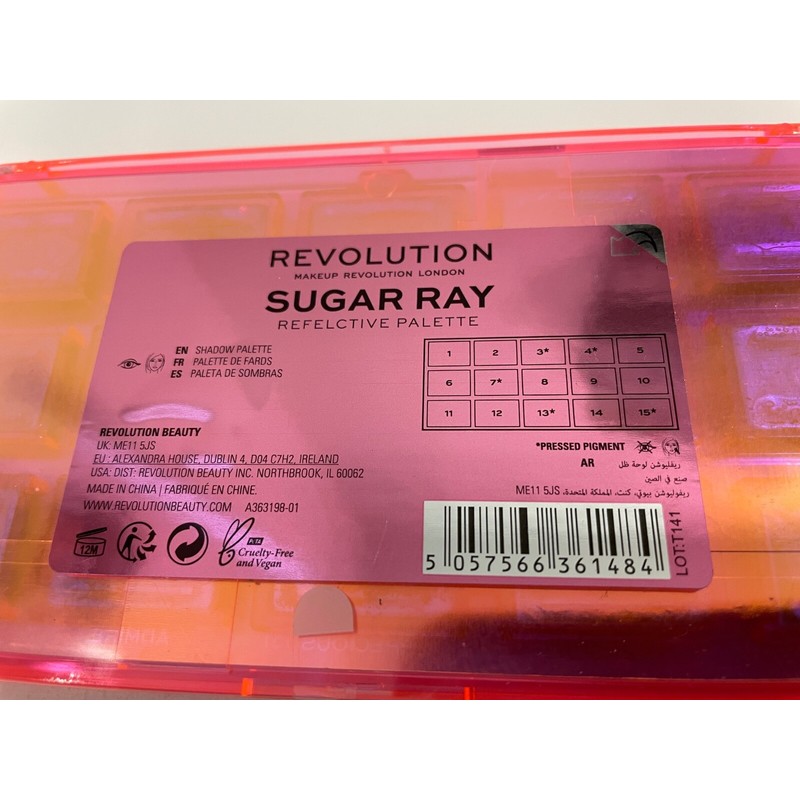 REVOLUTION
MAKEUP REVOLUTION LONDON
SUGAR RAY
REFELCTIVE PALETTE
EN SHADOW PALETTE
FR PALETTE DE FARDS
ES PALETA DE SOMBRAS
1 2 3* 4* 5
6 7* 8 9 10
11 12 13* 14 15*
*PRESSED PIGMENT
AR
ريفليوشن لوحة ظل
صنع في الصين
ريفوليوشن بيوتي، كنت، المملكة المتحدة، ME11 5JS
REVOLUTION BEAUTY
UK: ME11 5JS
EU : ALEXANDRA HOUSE, DUBLIN 4, D04 C7H2, IRELAND
USA: DIST: REVOLUTION BEAUTY INC. NORTHBROOK, IL 60062
MADE IN CHINA | FABRIQUÉ EN CHINE.
WWW.REVOLUTIONBEAUTY.COM A363198-01
12M
PETA
Cruelty-Free
and Vegan
5 057566 361484
LOT:T141